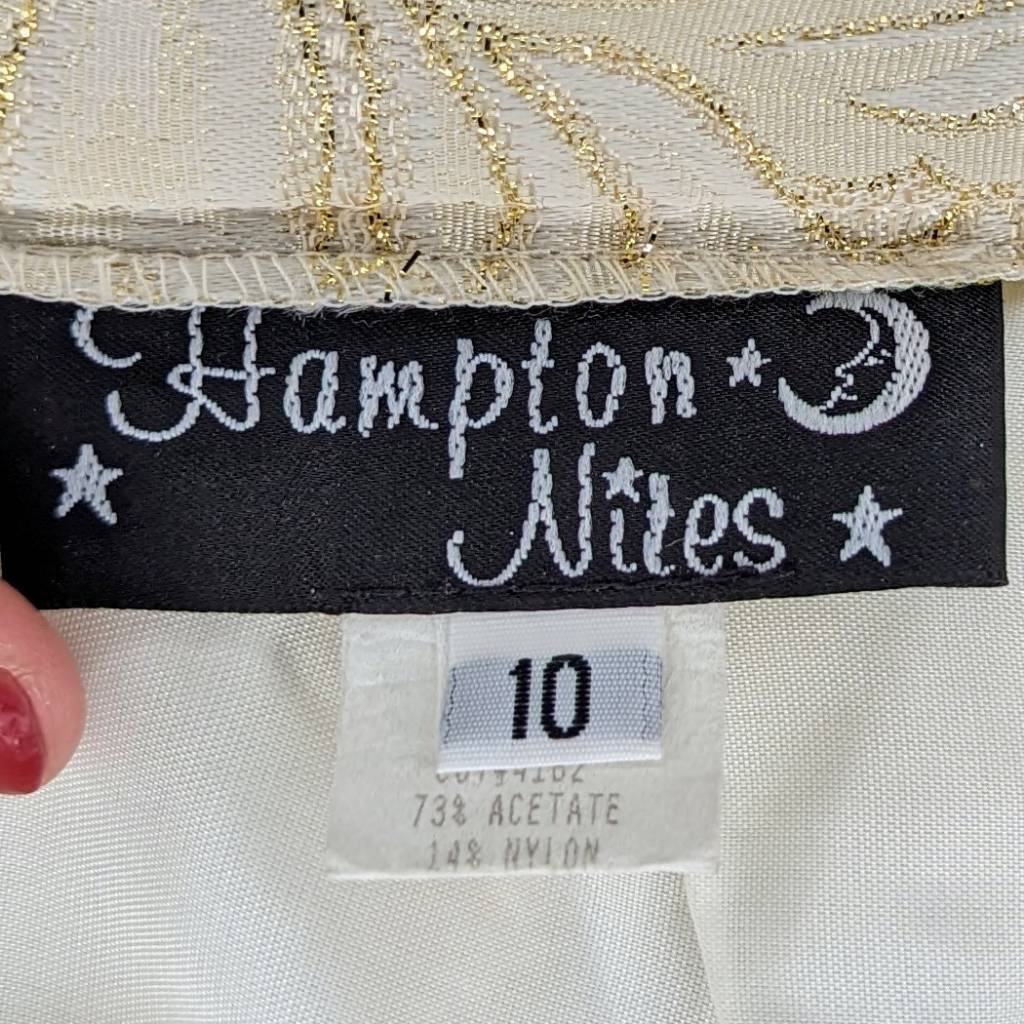 Hampton
Nites
10
73% ACETATE
14% NYLON